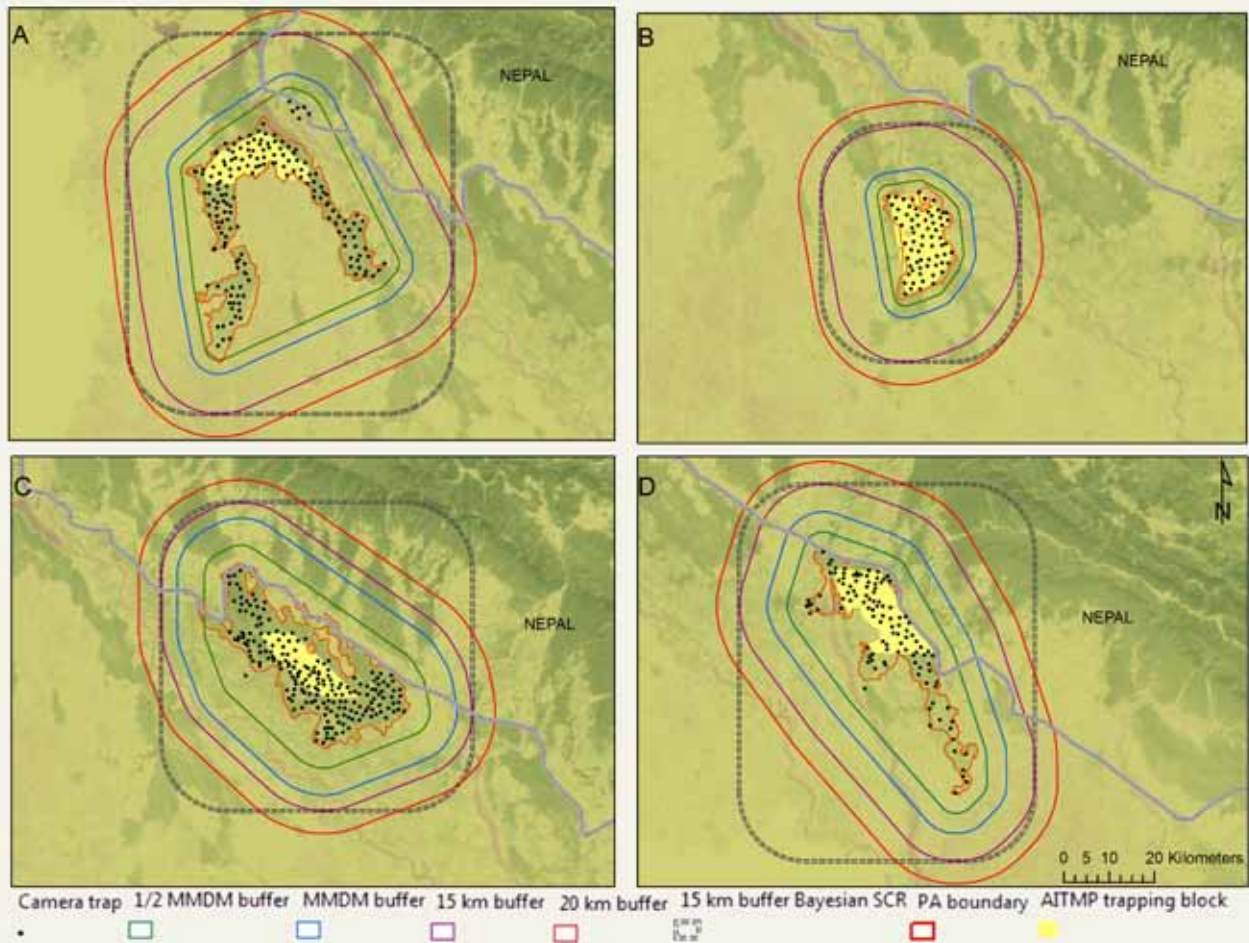 A
NEPAL
B
NEPAL
C
NEPAL
D
N
NEPAL
0 5 10 20 Kilometers
Camera trap 1/2 MMDM buffer MMDM buffer 15 km buffer 20 km buffer 15 km buffer Bayesian SCR PA boundary AITMP trapping block